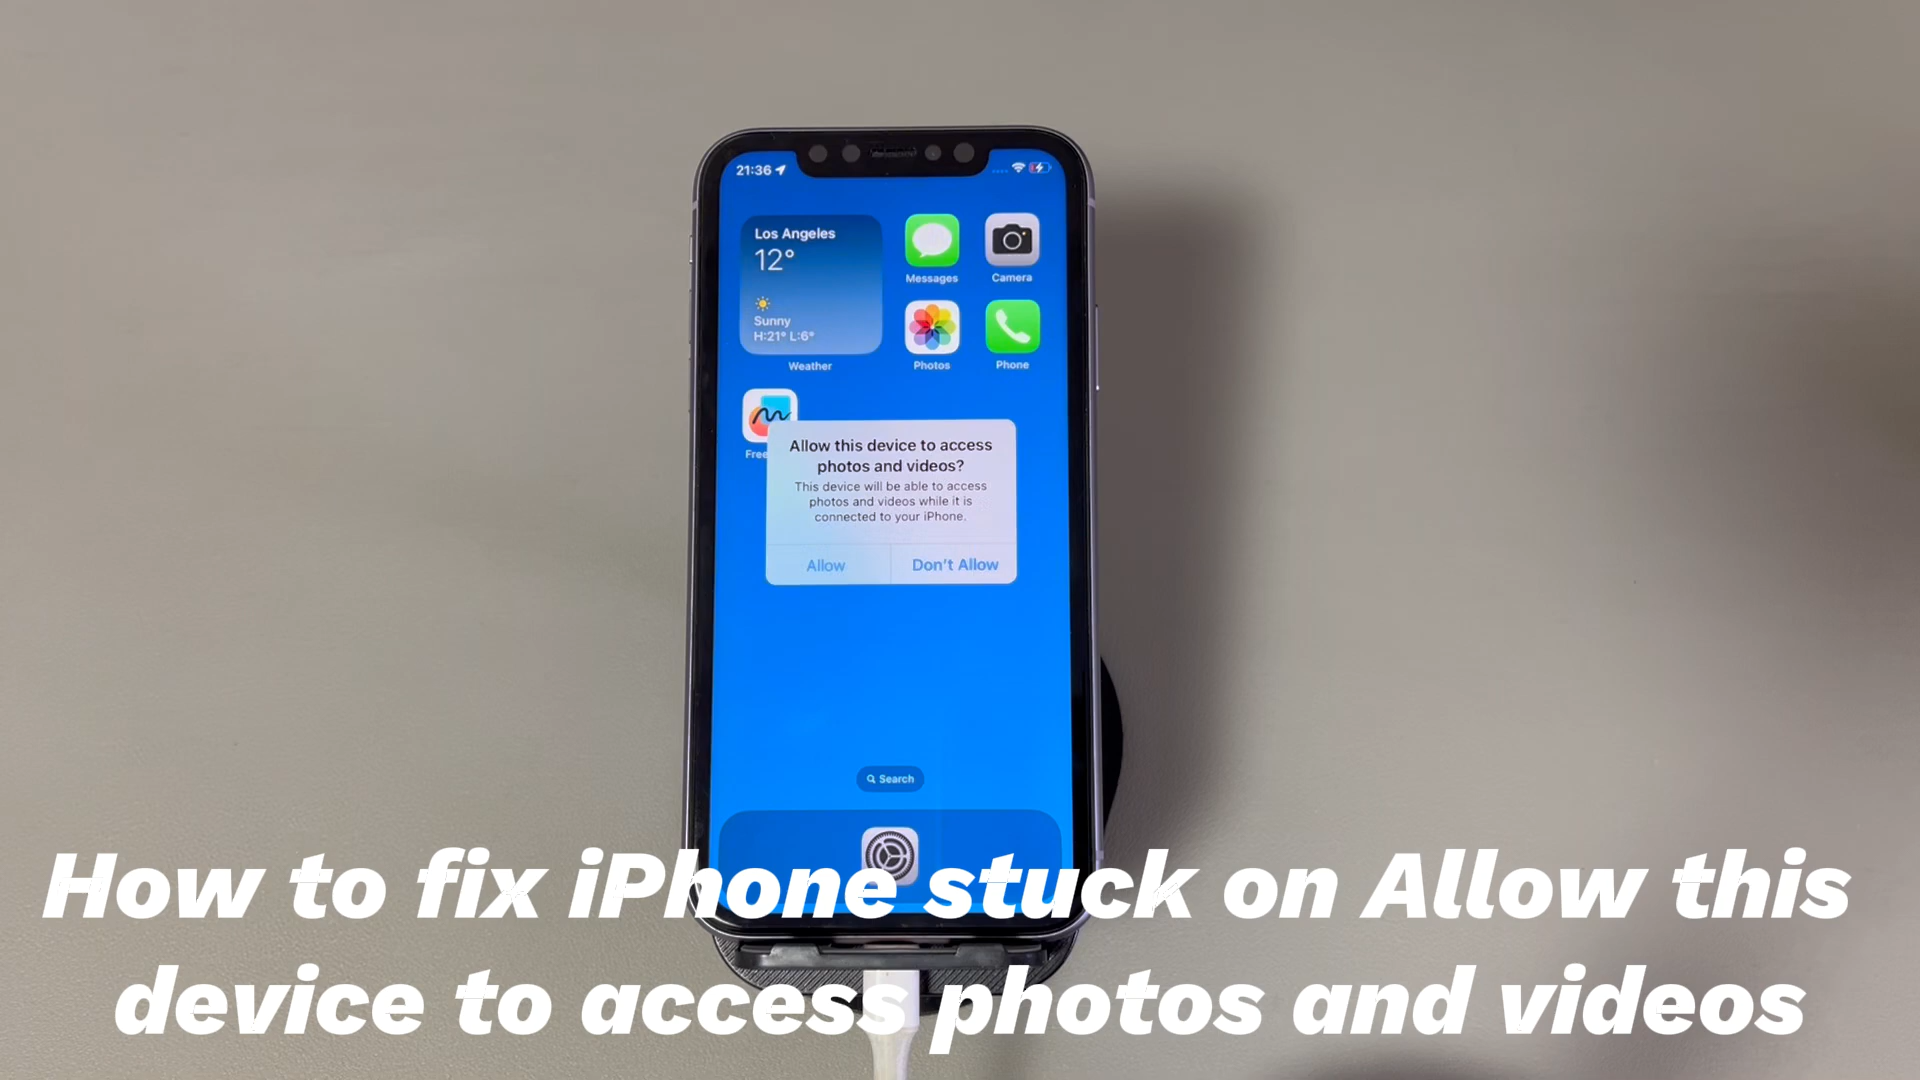 21:36
Los Angeles
12°
Sunny
H:21° L:6°
Weather
Messages
Camera
Photos
Phone
Free
Allow this device to access
photos and videos?
This device will be able to access
photos and videos while it is
connected to your iPhone.
Allow
Don't Allow
Search
How to fix iPhone stuck on Allow this
device to access photos and videos